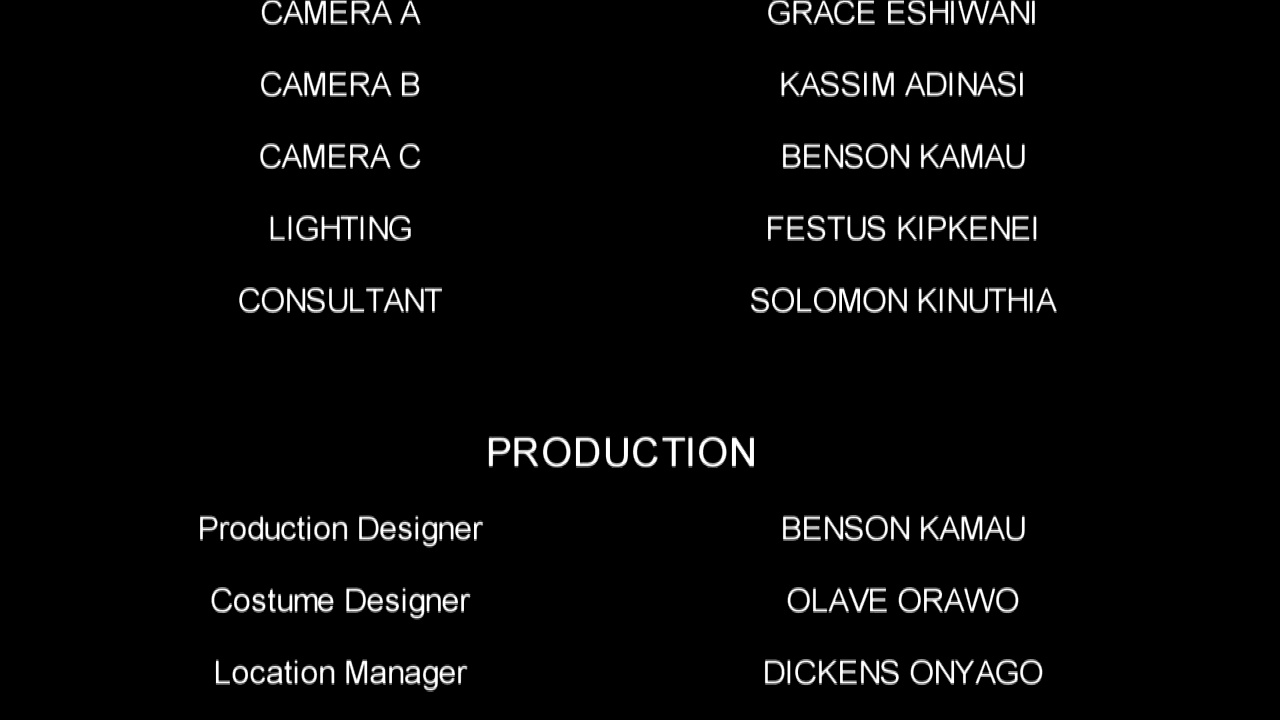 CAMERA A GRACE ESHIWANI
CAMERA B KASSIM ADINASI
CAMERA C BENSON KAMAU
LIGHTING FESTUS KIPKENEI
CONSULTANT SOLOMON KINUTHIA
PRODUCTION
Production Designer BENSON KAMAU
Costume Designer OLAVE ORAWO
Location Manager DICKENS ONYAGO